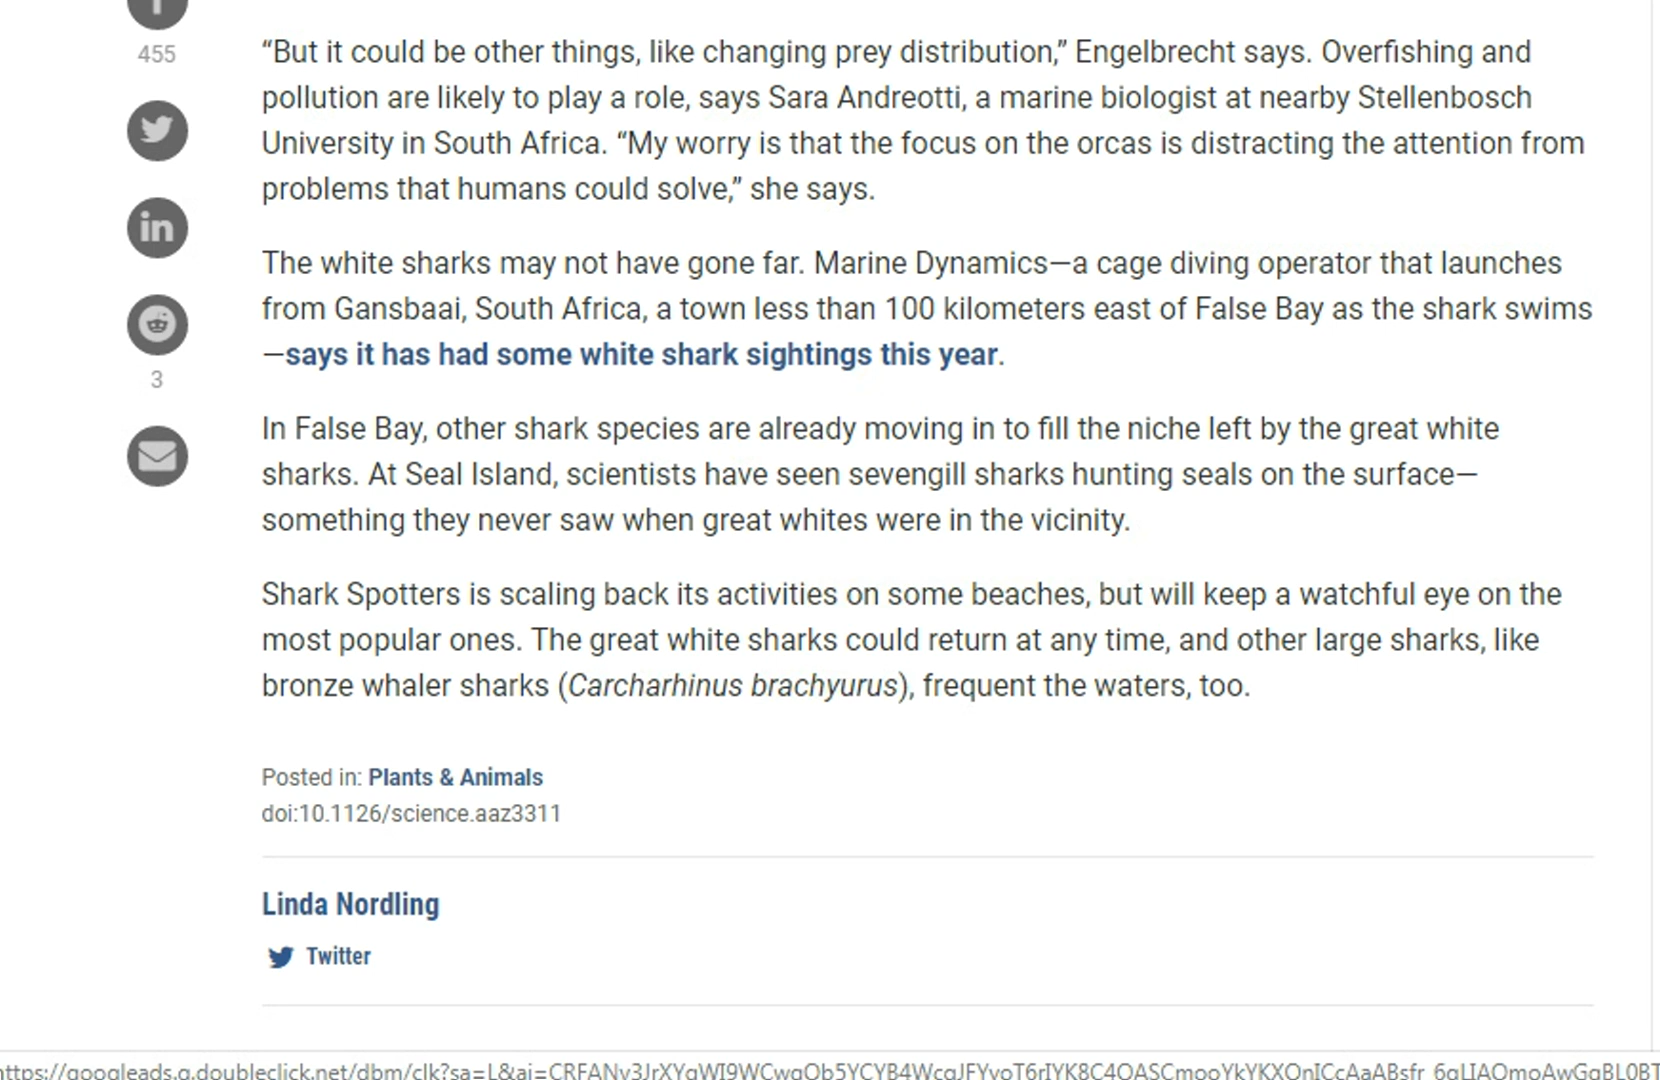 455
“But it could be other things, like changing prey distribution,” Engelbrecht says. Overfishing and
pollution are likely to play a role, says Sara Andreotti, a marine biologist at nearby Stellenbosch
University in South Africa. “My worry is that the focus on the orcas is distracting the attention from
problems that humans could solve,” she says.
in
The white sharks may not have gone far. Marine Dynamics—a cage diving operator that launches
from Gansbaai, South Africa, a town less than 100 kilometers east of False Bay as the shark swims
—says it has had some white shark sightings this year.
3
In False Bay, other shark species are already moving in to fill the niche left by the great white
sharks. At Seal Island, scientists have seen sevengill sharks hunting seals on the surface—
something they never saw when great whites were in the vicinity.
Shark Spotters is scaling back its activities on some beaches, but will keep a watchful eye on the
most popular ones. The great white sharks could return at any time, and other large sharks, like
bronze whaler sharks (Carcharhinus brachyurus), frequent the waters, too.
Posted in: Plants & Animals
doi:10.1126/science.aaz3311
Linda Nordling
Twitter